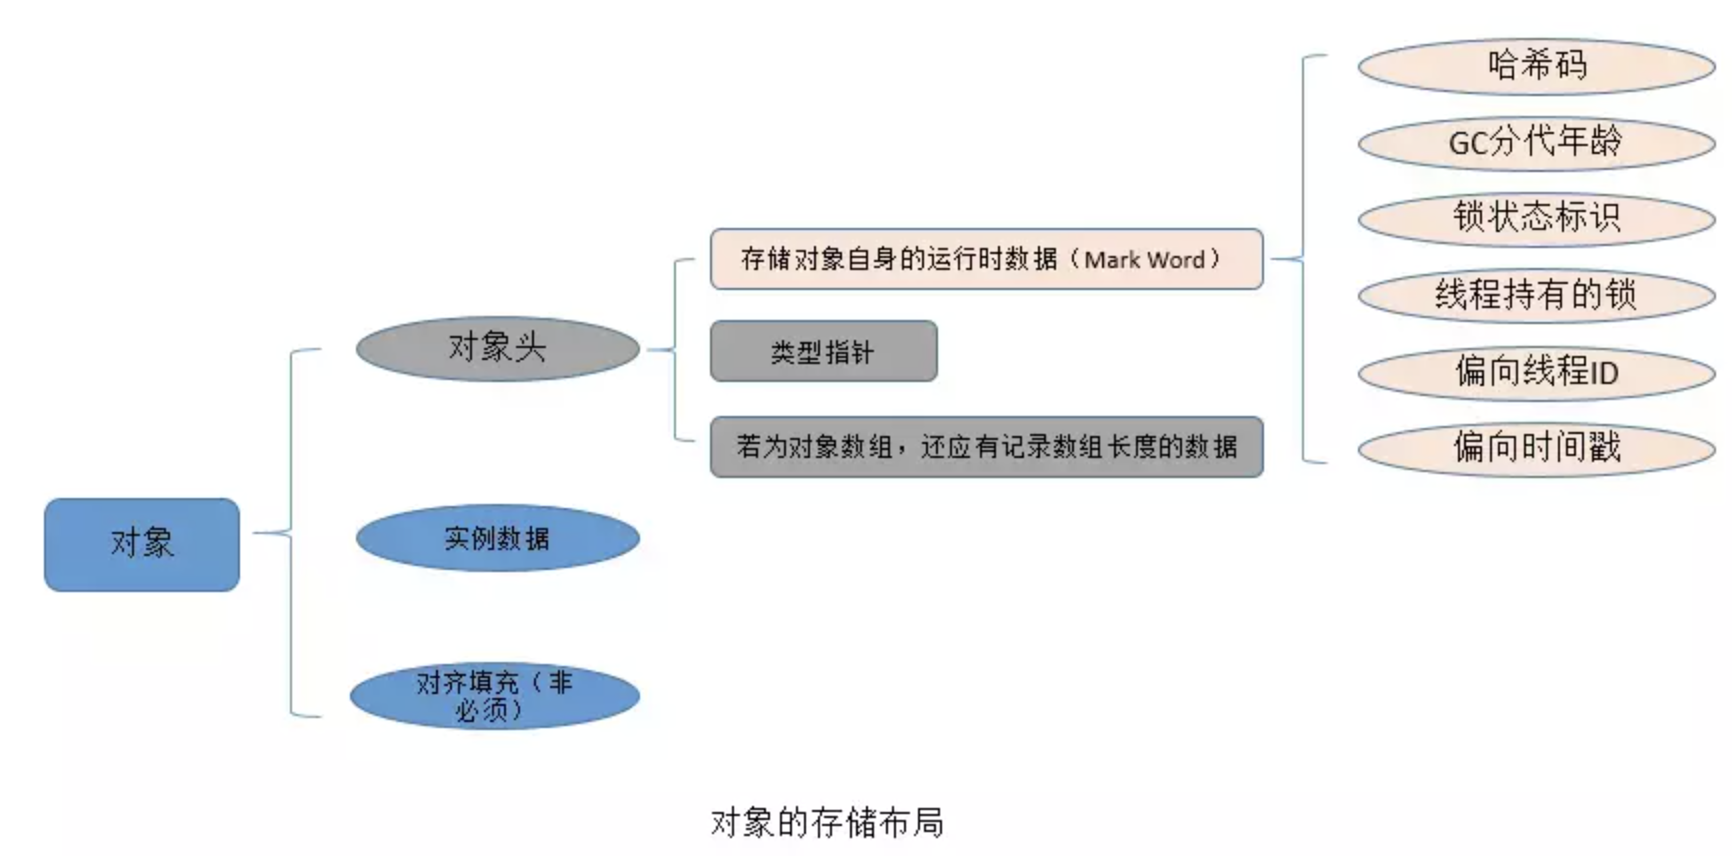 对象
对象头
实例数据
对齐填充（非
必须）
存储对象自身的运行时数据（Mark Word）
类型指针
若为对象数组，还应有记录数组长度的数据
哈希码
GC分代年龄
锁状态标识
线程持有的锁
偏向线程ID
偏向时间戳
对象的存储布局